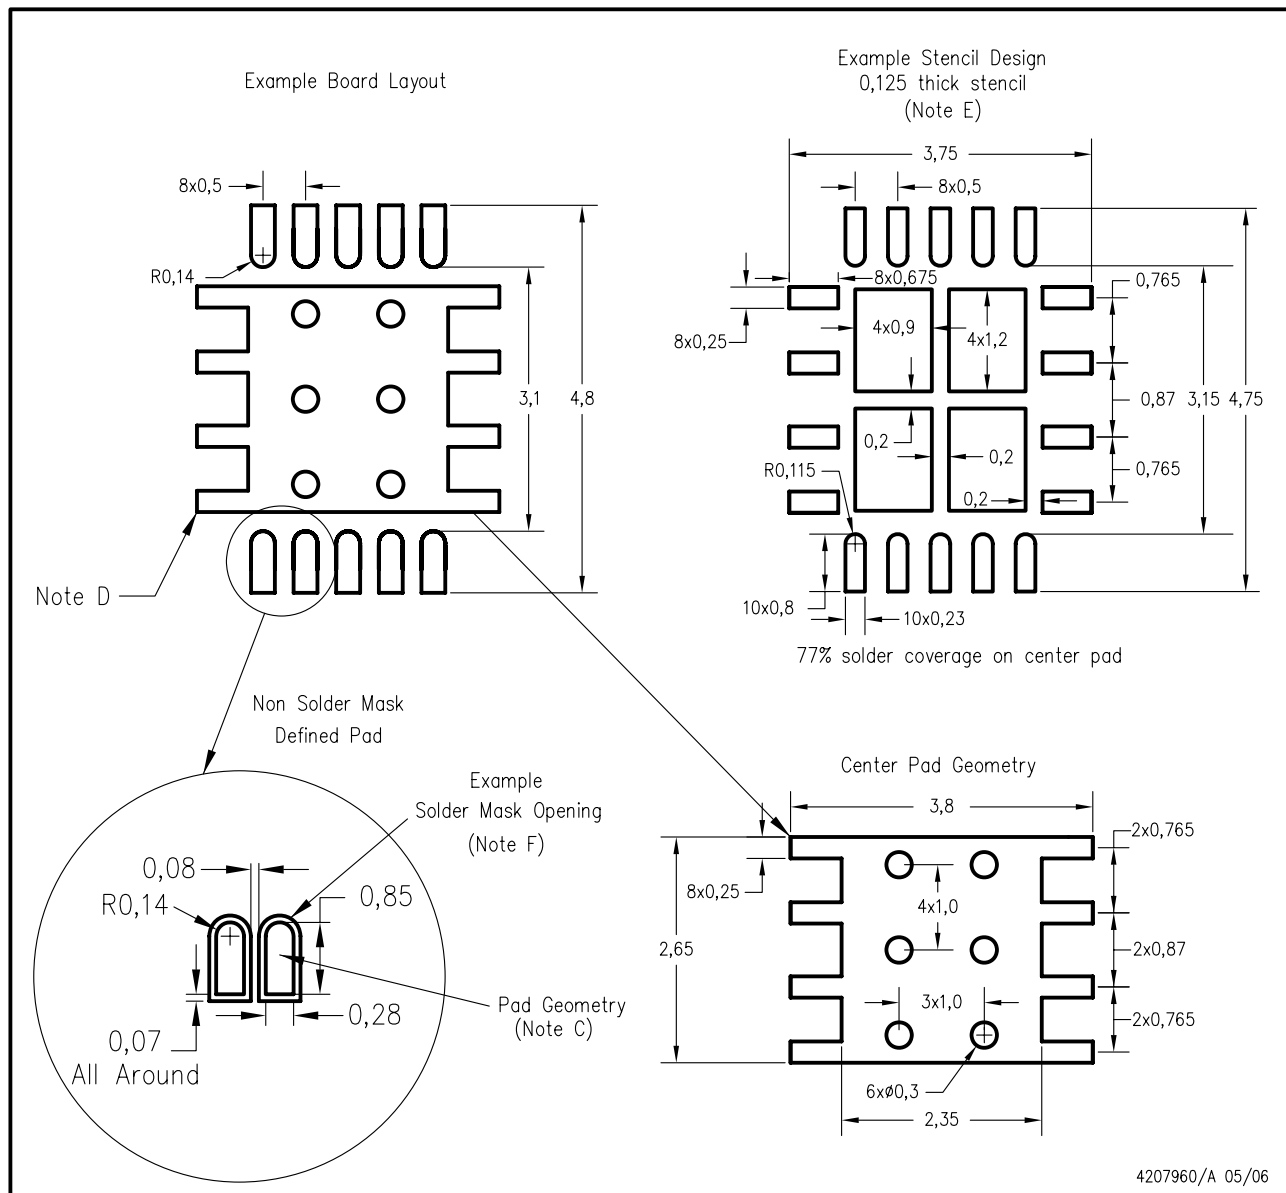 Example Board Layout
8x0,5
R0,14
3,1
4,8
Note D
Example Stencil Design
0,125 thick stencil
(Note E)
3,75
8x0,5
8x0,675
0,765
8x0,25
4x0,9
4x1,2
0,87
3,15
4,75
0,2
0,2
R0,115
0,765
0,2
10x0,8
10x0,23
77% solder coverage on center pad
Non Solder Mask
Defined Pad
Example
Solder Mask Opening
(Note F)
0,08
R0,14
0,85
0,28
Pad Geometry
(Note C)
0,07
All Around
Center Pad Geometry
3,8
2x0,765
8x0,25
4x1,0
2,65
2x0,87
3x1,0
2x0,765
6xø0,3
2,35
4207960/A 05/06